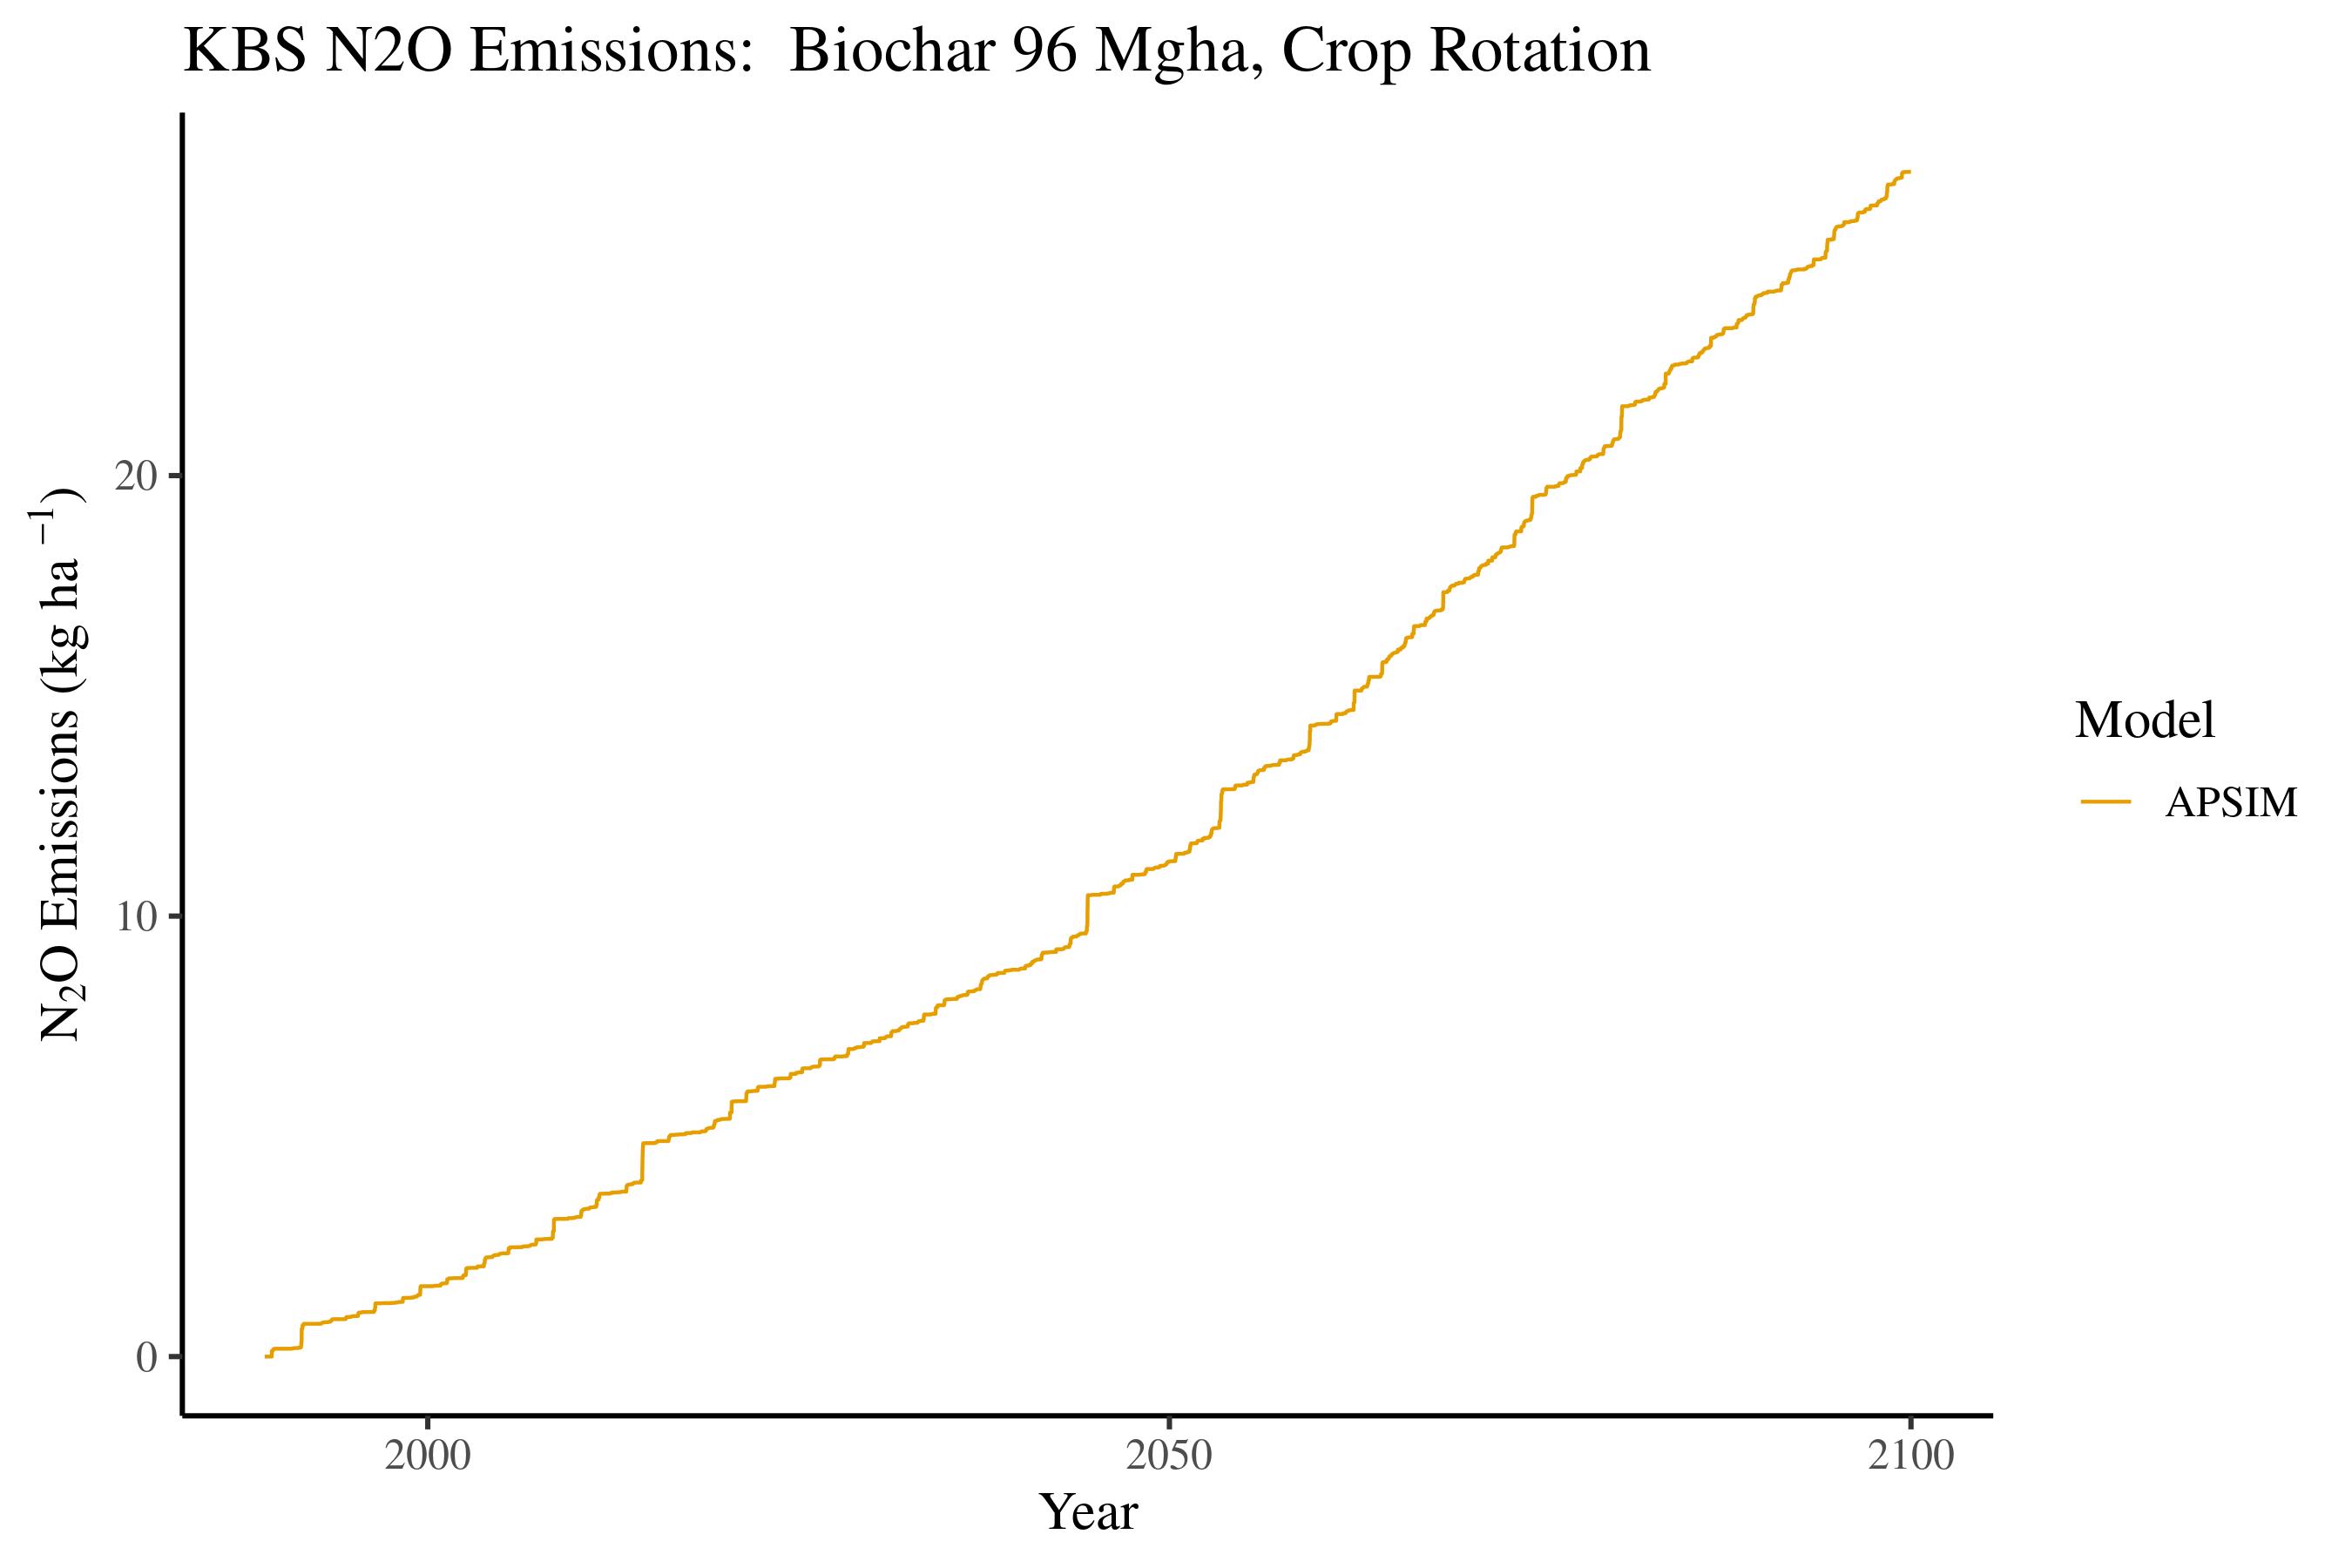 KBS N2O Emissions:  Biochar 96 Mgha, Crop Rotation
N₂O Emissions (kg ha⁻¹)
20
10
0
2000
2050
2100
Year
Model
APSIM